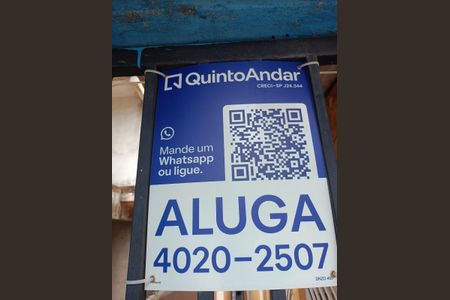 QuintoAndar
CRECI-SP J24.344
Mande um
Whatsapp
ou ligue.
ALUGA
4020-2507